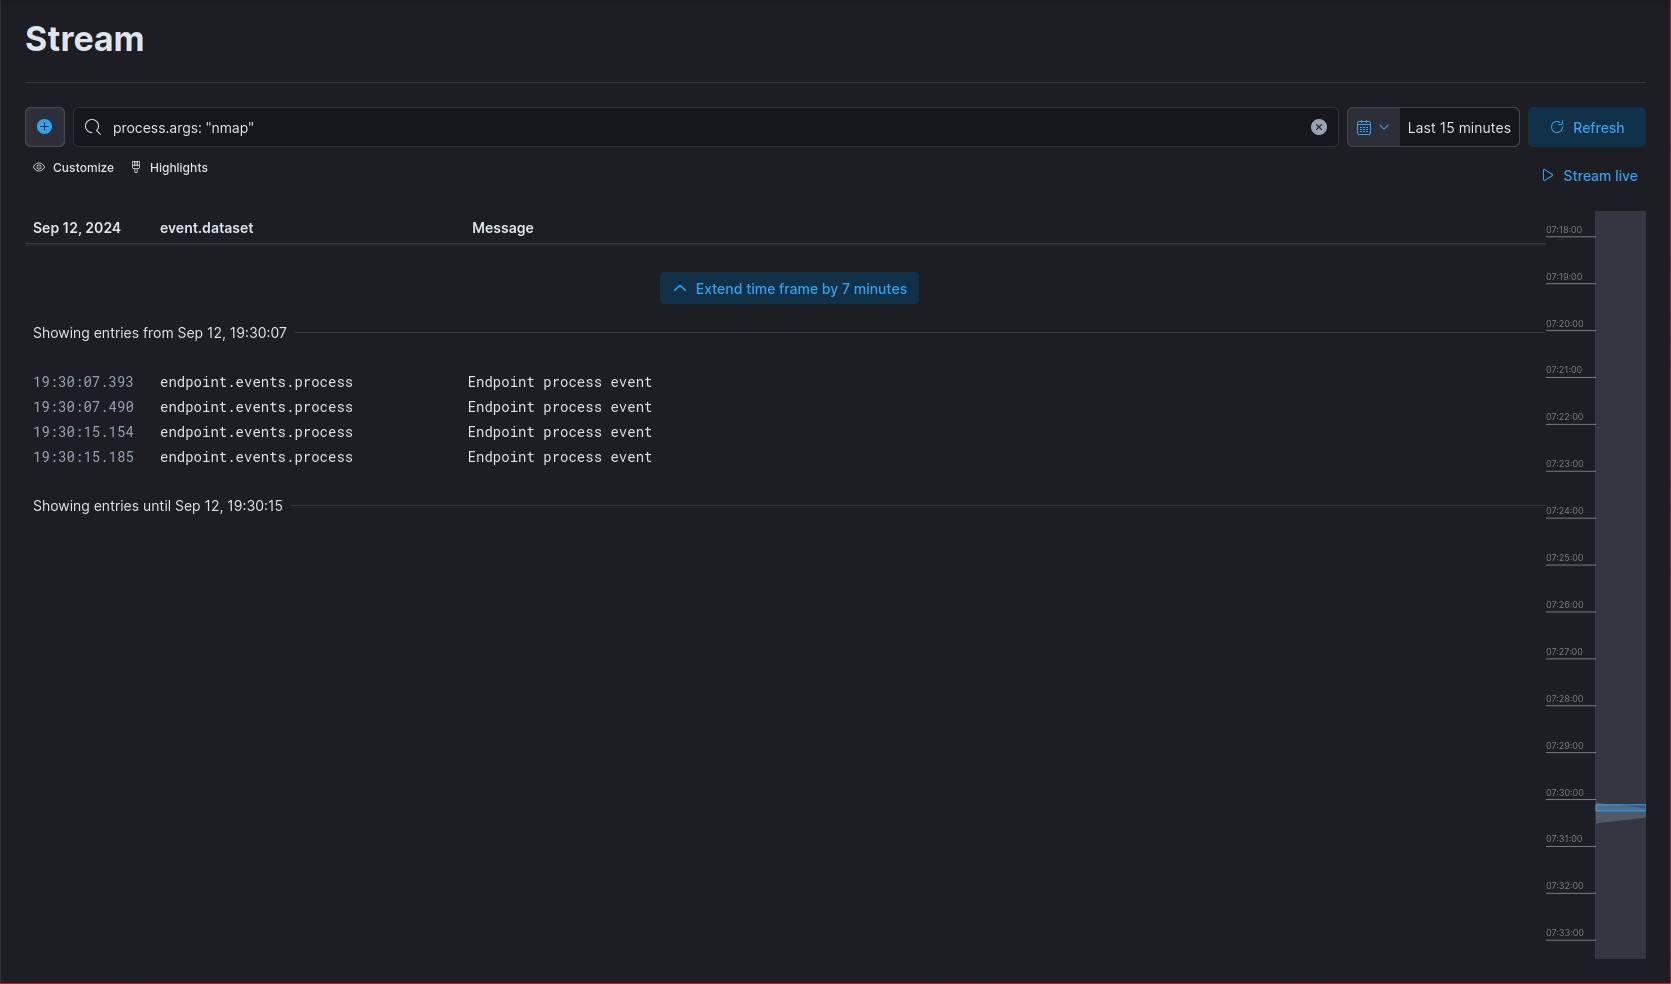 Stream
process.args: "nmap"
Last 15 minutes
Refresh
Customize
Highlights
Stream live
Sep 12, 2024 event.dataset Message
Extend time frame by 7 minutes
Showing entries from Sep 12, 19:30:07
19:30:07.393 endpoint.events.process Endpoint process event
19:30:07.490 endpoint.events.process Endpoint process event
19:30:15.154 endpoint.events.process Endpoint process event
19:30:15.185 endpoint.events.process Endpoint process event
Showing entries until Sep 12, 19:30:15
07:18:00
07:19:00
07:20:00
07:21:00
07:22:00
07:23:00
07:24:00
07:25:00
07:26:00
07:27:00
07:28:00
07:29:00
07:30:00
07:31:00
07:32:00
07:33:00